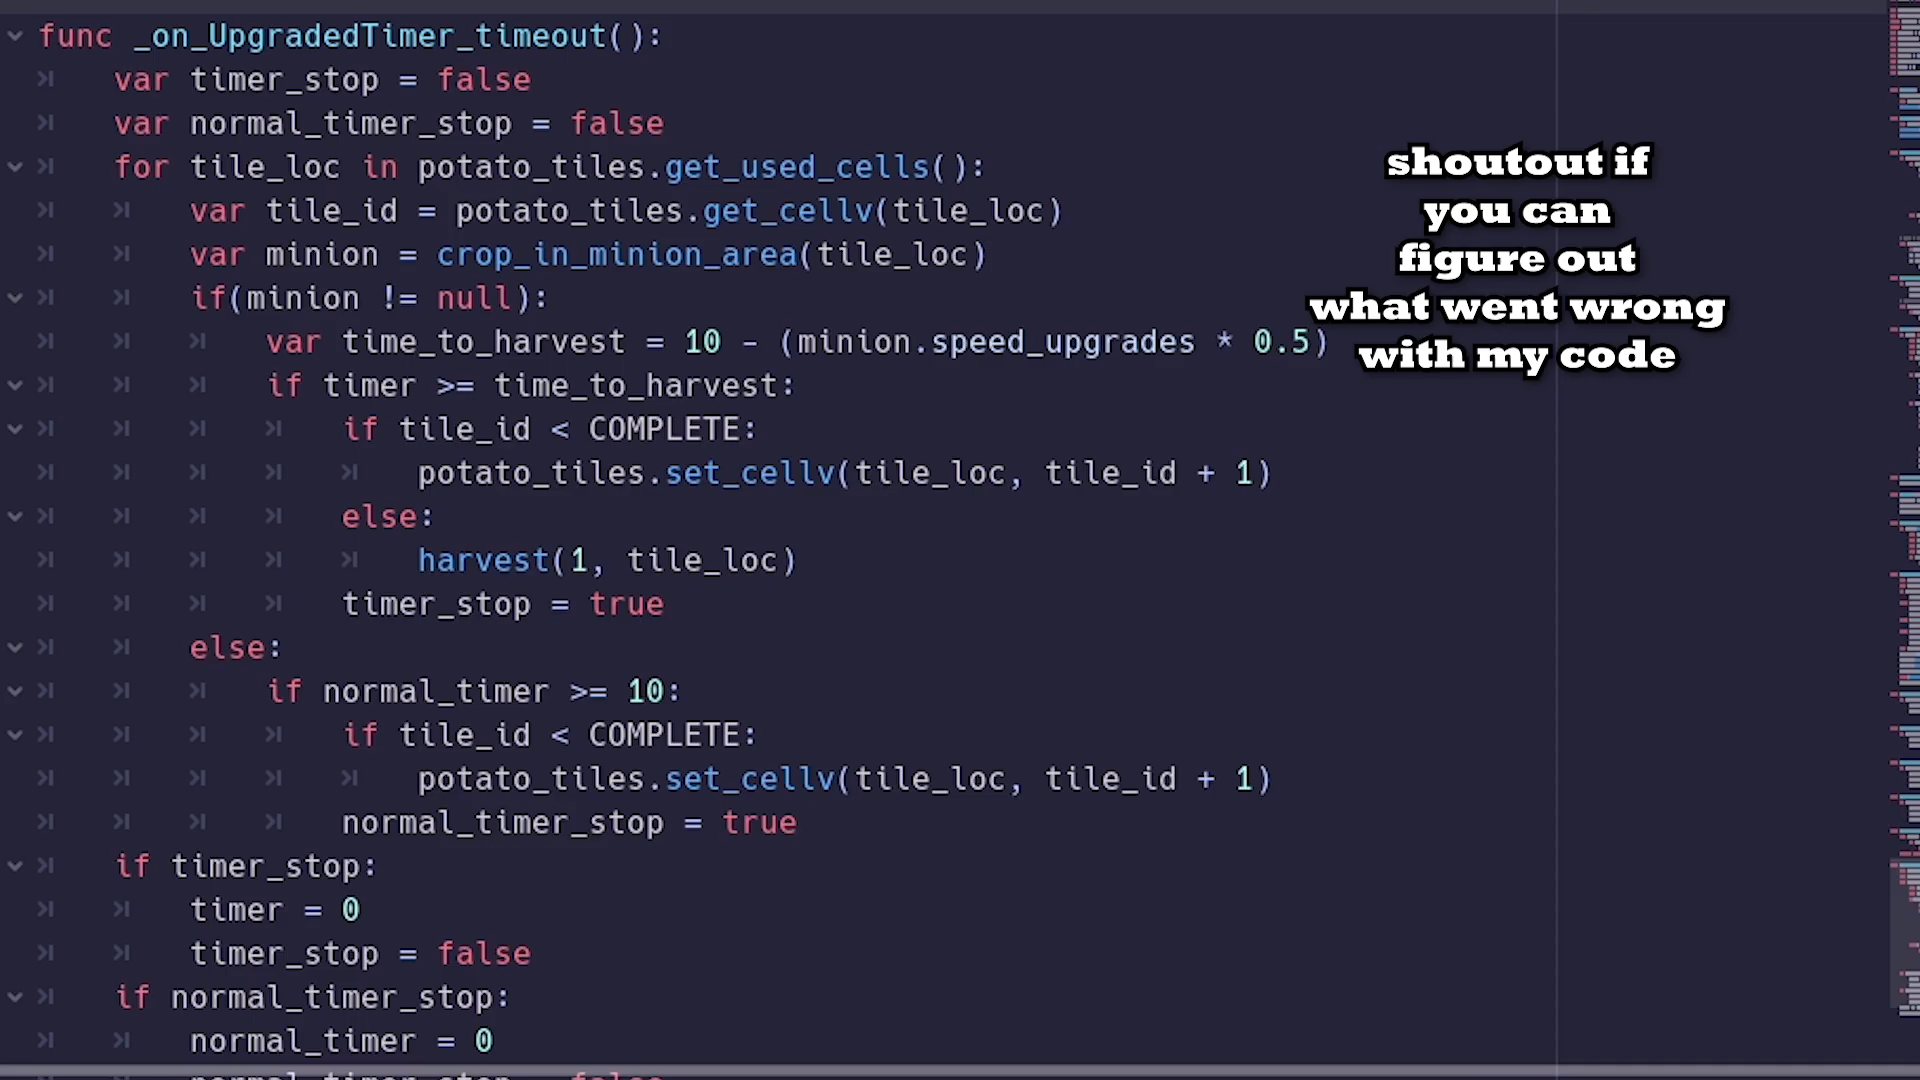 func _on_UpgradedTimer_timeout():
var timer_stop = false
var normal_timer_stop = false
for tile_loc in potato_tiles.get_used_cells():
var tile_id = potato_tiles.get_cellv(tile_loc)
var minion = crop_in_minion_area(tile_loc)
if(minion != null):
var time_to_harvest = 10 - (minion.speed_upgrades * 0.5)
if timer >= time_to_harvest:
if tile_id < COMPLETE:
potato_tiles.set_cellv(tile_loc, tile_id + 1)
else:
harvest(1, tile_loc)
timer_stop = true
else:
if normal_timer >= 10:
if tile_id < COMPLETE:
potato_tiles.set_cellv(tile_loc, tile_id + 1)
normal_timer_stop = true
if timer_stop:
timer = 0
timer_stop = false
if normal_timer_stop:
normal_timer = 0
shoutout if
you can
figure out
what went wrong
with my code